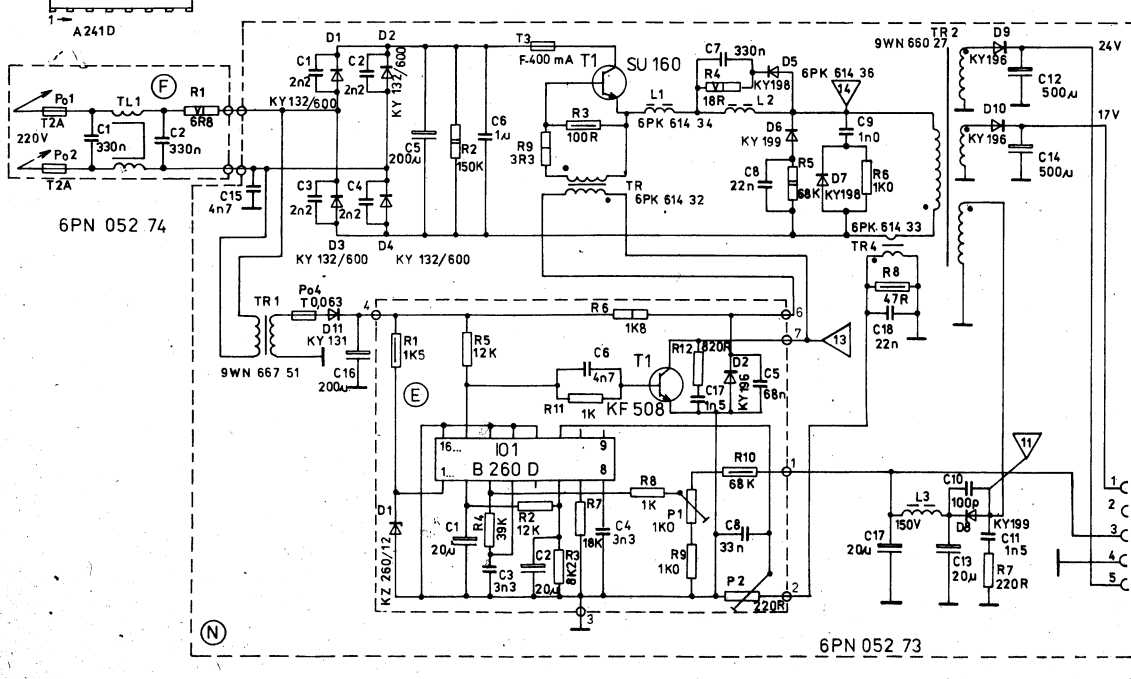 1
A241D
F
Po1
T2A
220V
Po2
T2A
TL1
C1
330n
C2
330n
R1
6R8
6PN 052 74
D1
D2
C1
2n2
C2
2n2
KY132/600
KY 132/600
C3
2n2
C4
2n2
D3
KY 132/600
D4
KY 132/600
C15
4n7
C5
200µ
R2
150K
C6
1µ
T3
F-400 mA
T1
SU 160
R3
100R
R9
3R3
TR
6PK 614 32
L1
6PK 614 34
C7
330n
R4
18R
D5
KY198
L2
6PK 614 36
14
D6
KY 199
C8
22n
R5
68K
C9
1n0
D7
KY198
R6
1K0
6PK 614 33
TR4
R8
47R
C18
22n
TR2
9WN 660 27
D9
KY196
24V
C12
500µ
D10
KY 196
17V
C14
500µ
TR1
9WN 667 51
Po4
T 0,063
D11
KY 131
C16
200µ
4
E
R1
1K5
R5
12K
R6
1K8
6
7
13
C6
4n7
R11
1K
T1
KF 508
R12
820R
C17
1n5
D2
KY196
C5
68n
16...
IO1
9
1...
B 260 D
8
R8
1K
P1
1K0
R10
68K
1
D1
KZ 260/12
C1
20µ
R4
39K
R2
12K
C3
3n3
C2
20µ
R3
8K2
R7
18K
C4
3n3
R9
1K0
C8
33n
P2
220R
2
3
11
C10
100p
L3
150V
D8
KY199
C17
20µ
C13
20µ
C11
1n5
R7
220R
1
2
3
4
5
N
6PN 052 73